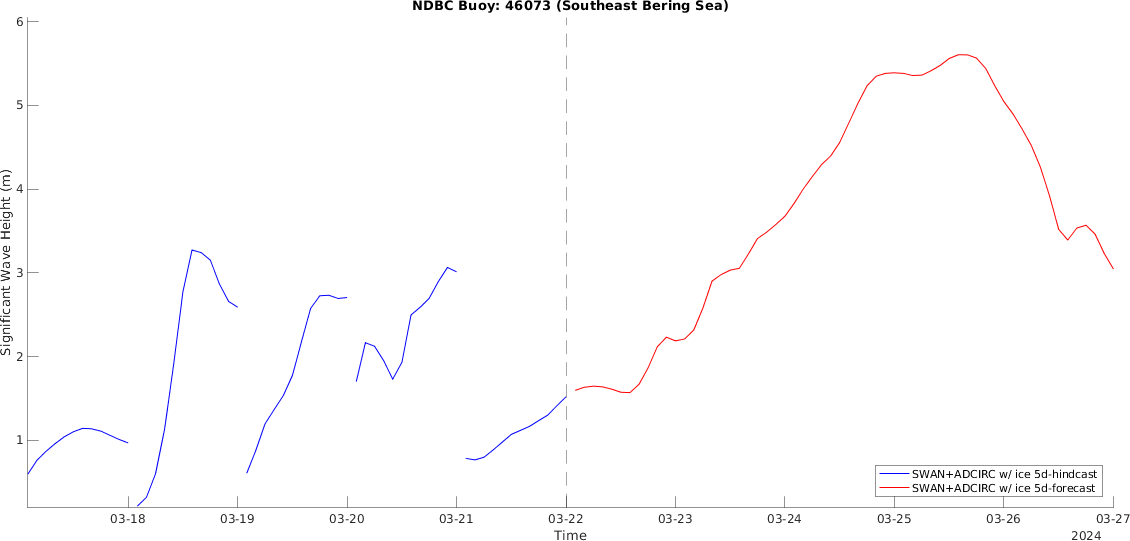 NDBC Buoy: 46073 (Southeast Bering Sea)
6
5
4
3
2
1
Significant Wave Height (m)
SWAN+ADCIRC w/ ice 5d-hindcast
SWAN+ADCIRC w/ ice 5d-forecast
03-18 03-19 03-20 03-21 03-22 03-23 03-24 03-25 03-26 03-27
Time
2024